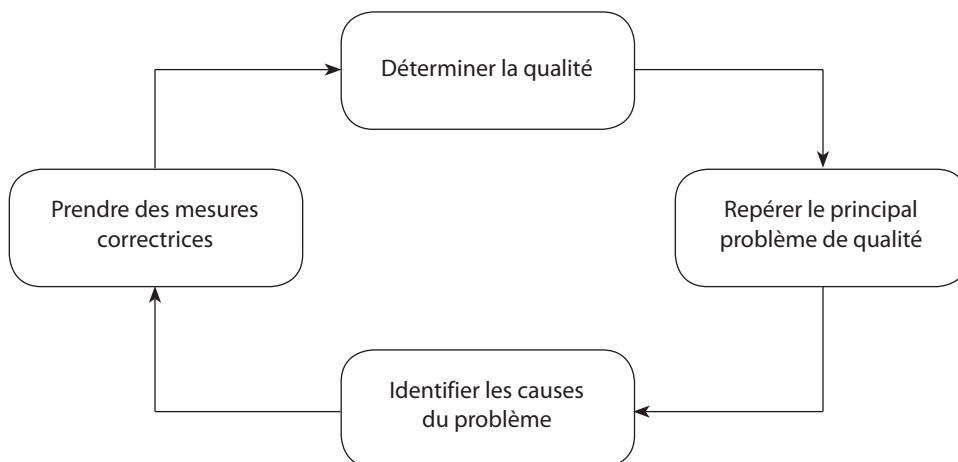 Déterminer la qualité
Repérer le principal
problème de qualité
Identifier les causes
du problème
Prendre des mesures
correctrices